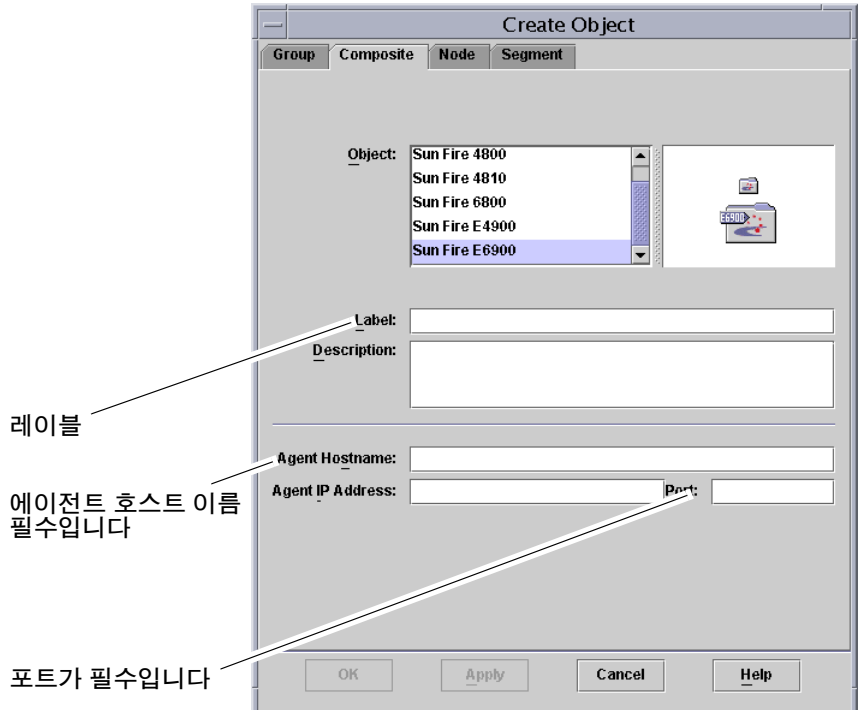 Create Object
Group Composite Node Segment
Object:
Sun Fire 4800
Sun Fire 4810
Sun Fire 6800
Sun Fire E4900
Sun Fire E6900
E6900
Label:
Description:
레이블
Agent Hostname:
Agent IP Address: Port:
에이전트 호스트 이름
필수입니다
포트가 필수입니다
OK Apply Cancel Help